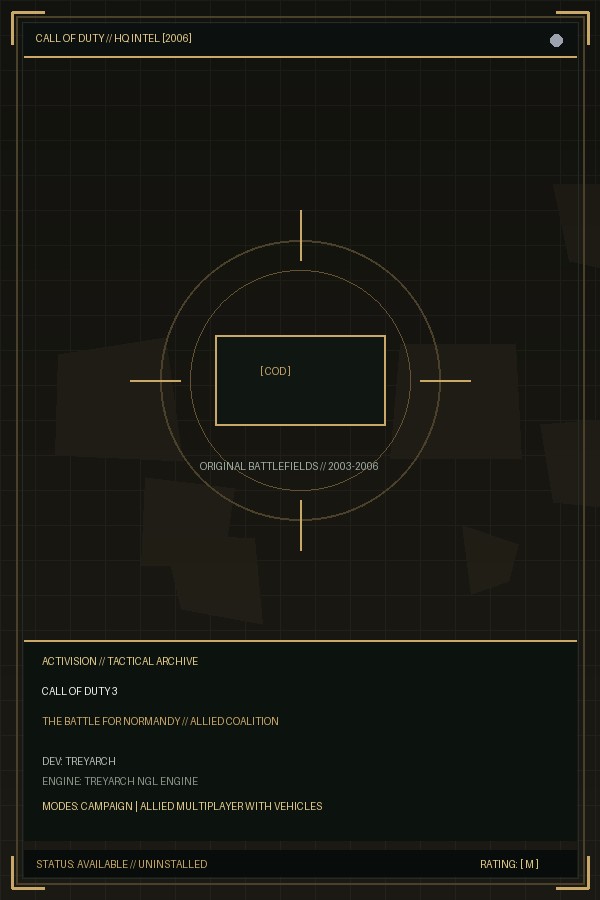 CALL OF DUTY // HQ INTEL [2006]
[COD]
ORIGINAL BATTLEFIELDS // 2003-2006
ACTIVISION // TACTICAL ARCHIVE
CALL OF DUTY 3
THE BATTLE FOR NORMANDY // ALLIED COALITION
DEV: TREYARCH
ENGINE: TREYARCH NGL ENGINE
MODES: CAMPAIGN | ALLIED MULTIPLAYER WITH VEHICLES
STATUS: AVAILABLE // UNINSTALLED
RATING: [ M ]